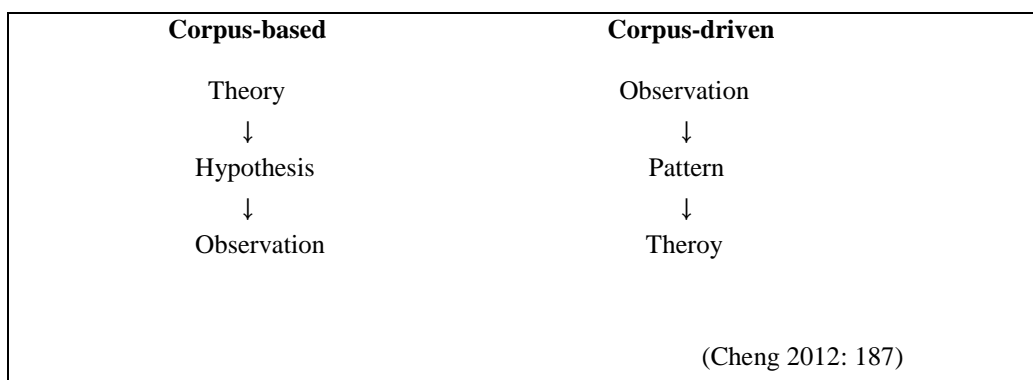 Corpus-based Corpus-driven
Theory Observation
↓ ↓
Hypothesis Pattern
↓ ↓
Observation Theroy
(Cheng 2012: 187)